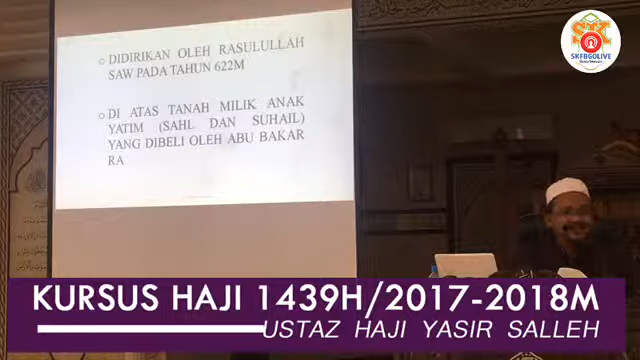 DIDIRIKAN OLEH RASULULLAH
SAW PADA TAHUN 622M
DI ATAS TANAH MILIK ANAK
YATIM (SAHL DAN SUHAIL)
YANG DIBELI OLEH ABU BAKAR
RA
SKFBGOLIVE
KURSUS HAJI 1439H/2017-2018M
USTAZ HAJI YASIR SALLEH